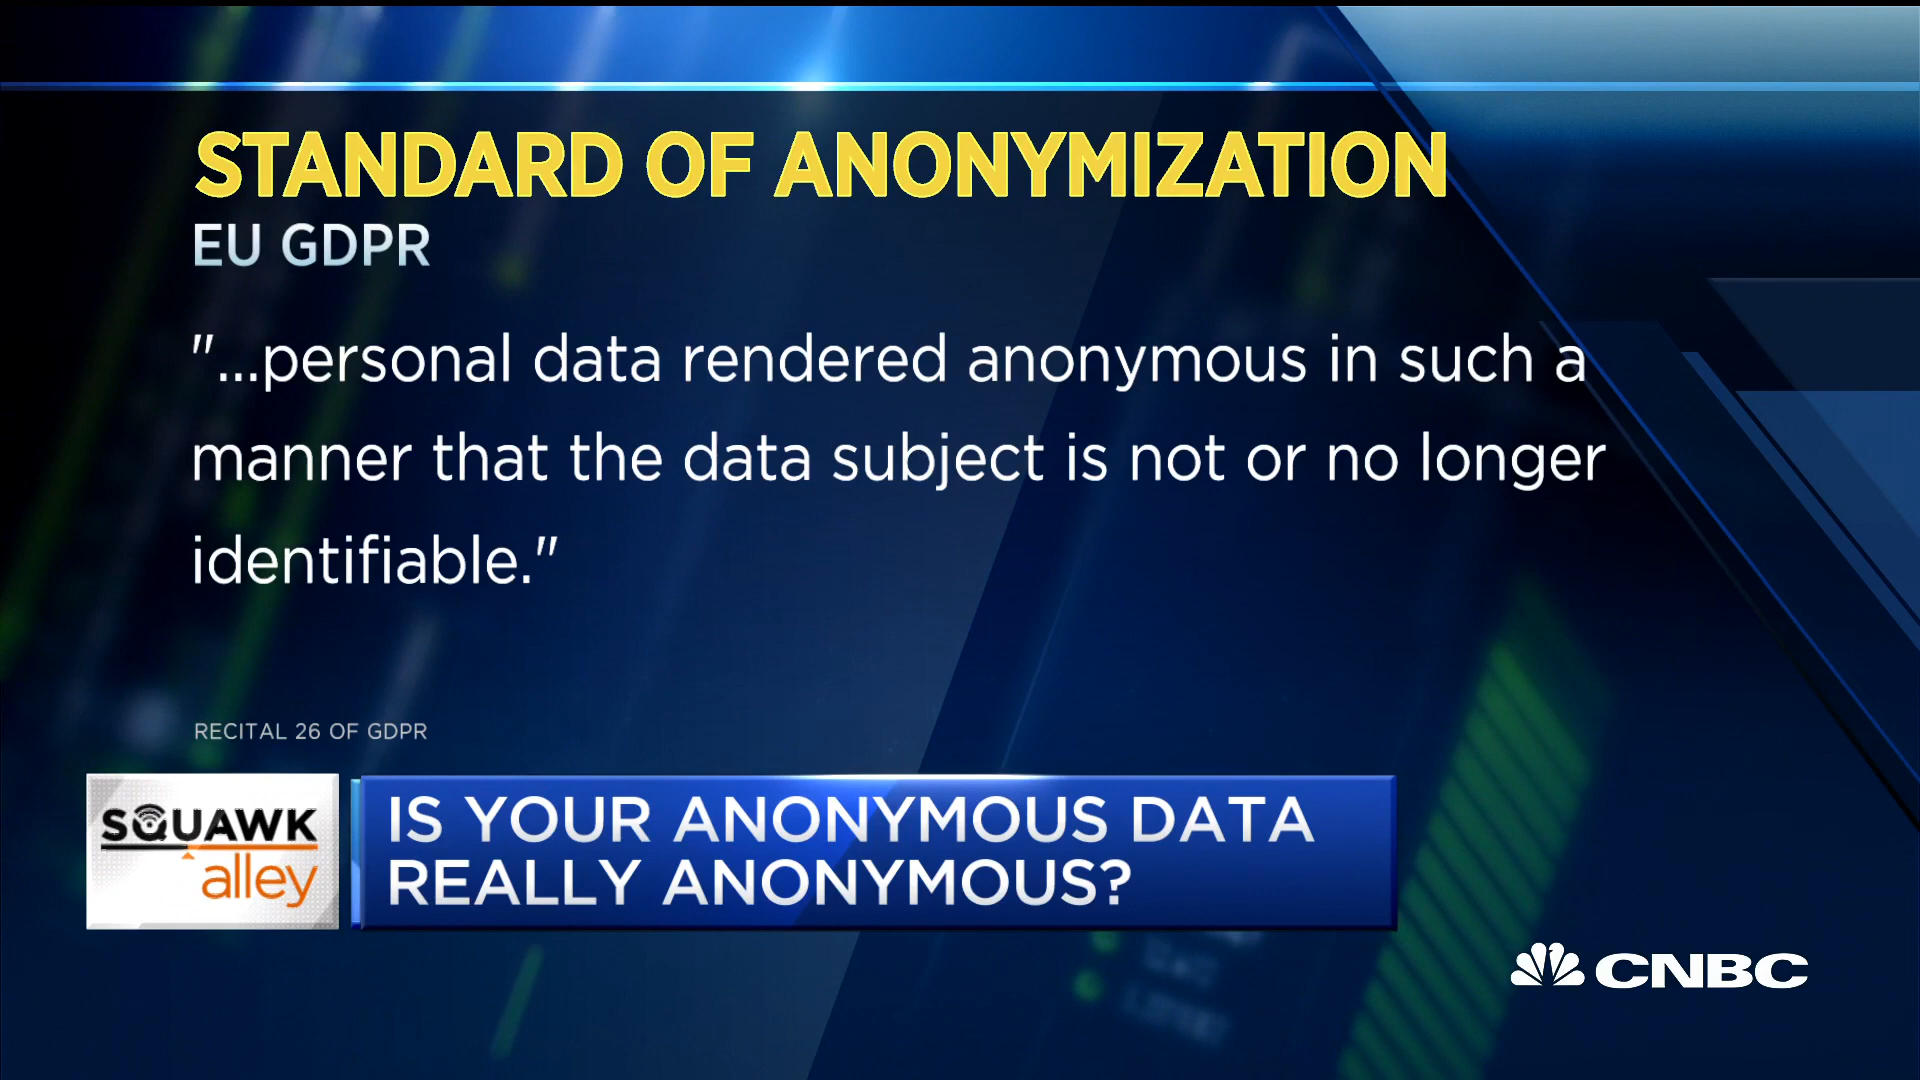 STANDARD OF ANONYMIZATION
EU GDPR
"...personal data rendered anonymous in such a
manner that the data subject is not or no longer
identifiable."
RECITAL 26 OF GDPR
SQUAWK
alley
IS YOUR ANONYMOUS DATA
REALLY ANONYMOUS?
CNBC